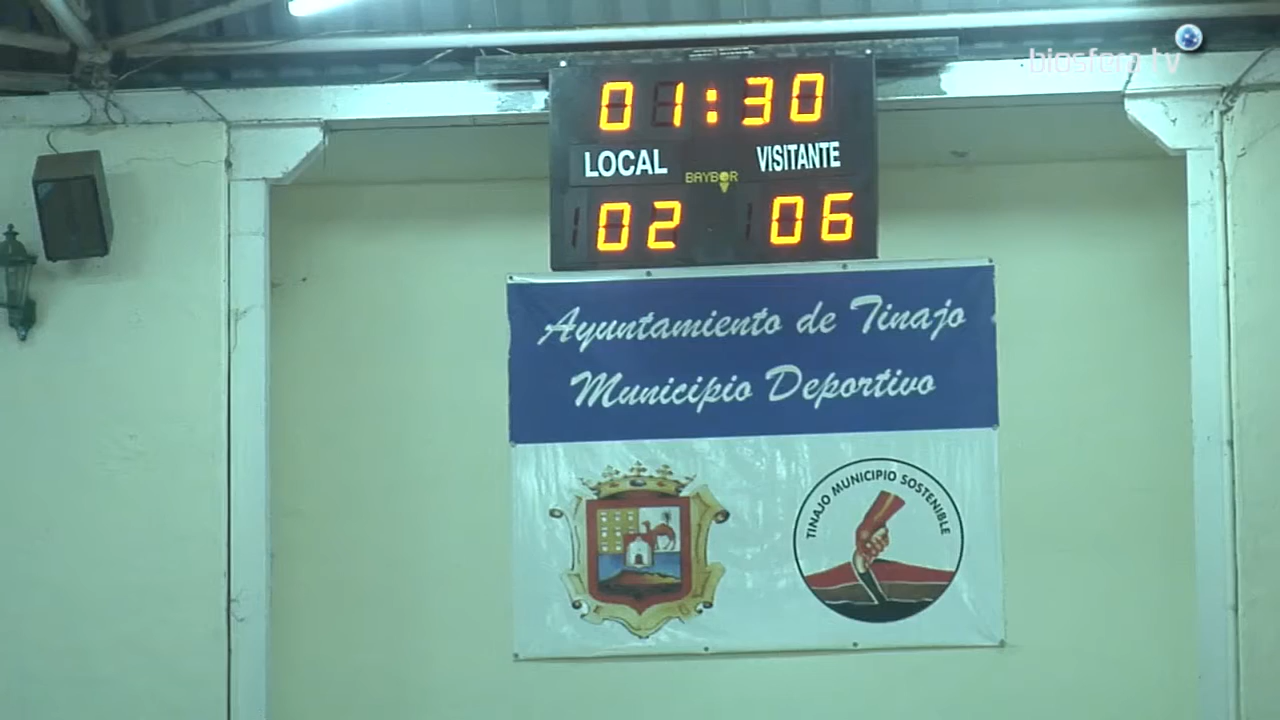 biosfera tv
01:30
LOCAL VISITANTE
BAYBOR
02 06
Ayuntamiento de Tinajo
Municipio Deportivo
TINAJO MUNICIPIO SOSTENIBLE